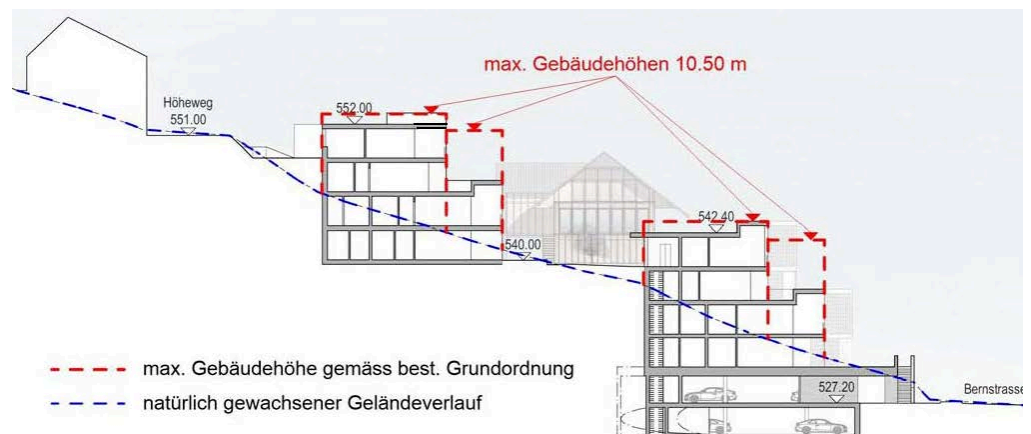 max. Gebäudehöhen 10.50 m
Höheweg
551.00
552.00
542.40
540.00
max. Gebäudehöhe gemäss best. Grundordnung
natürlich gewachsener Geländeverlauf
527.20
Bernstrasse